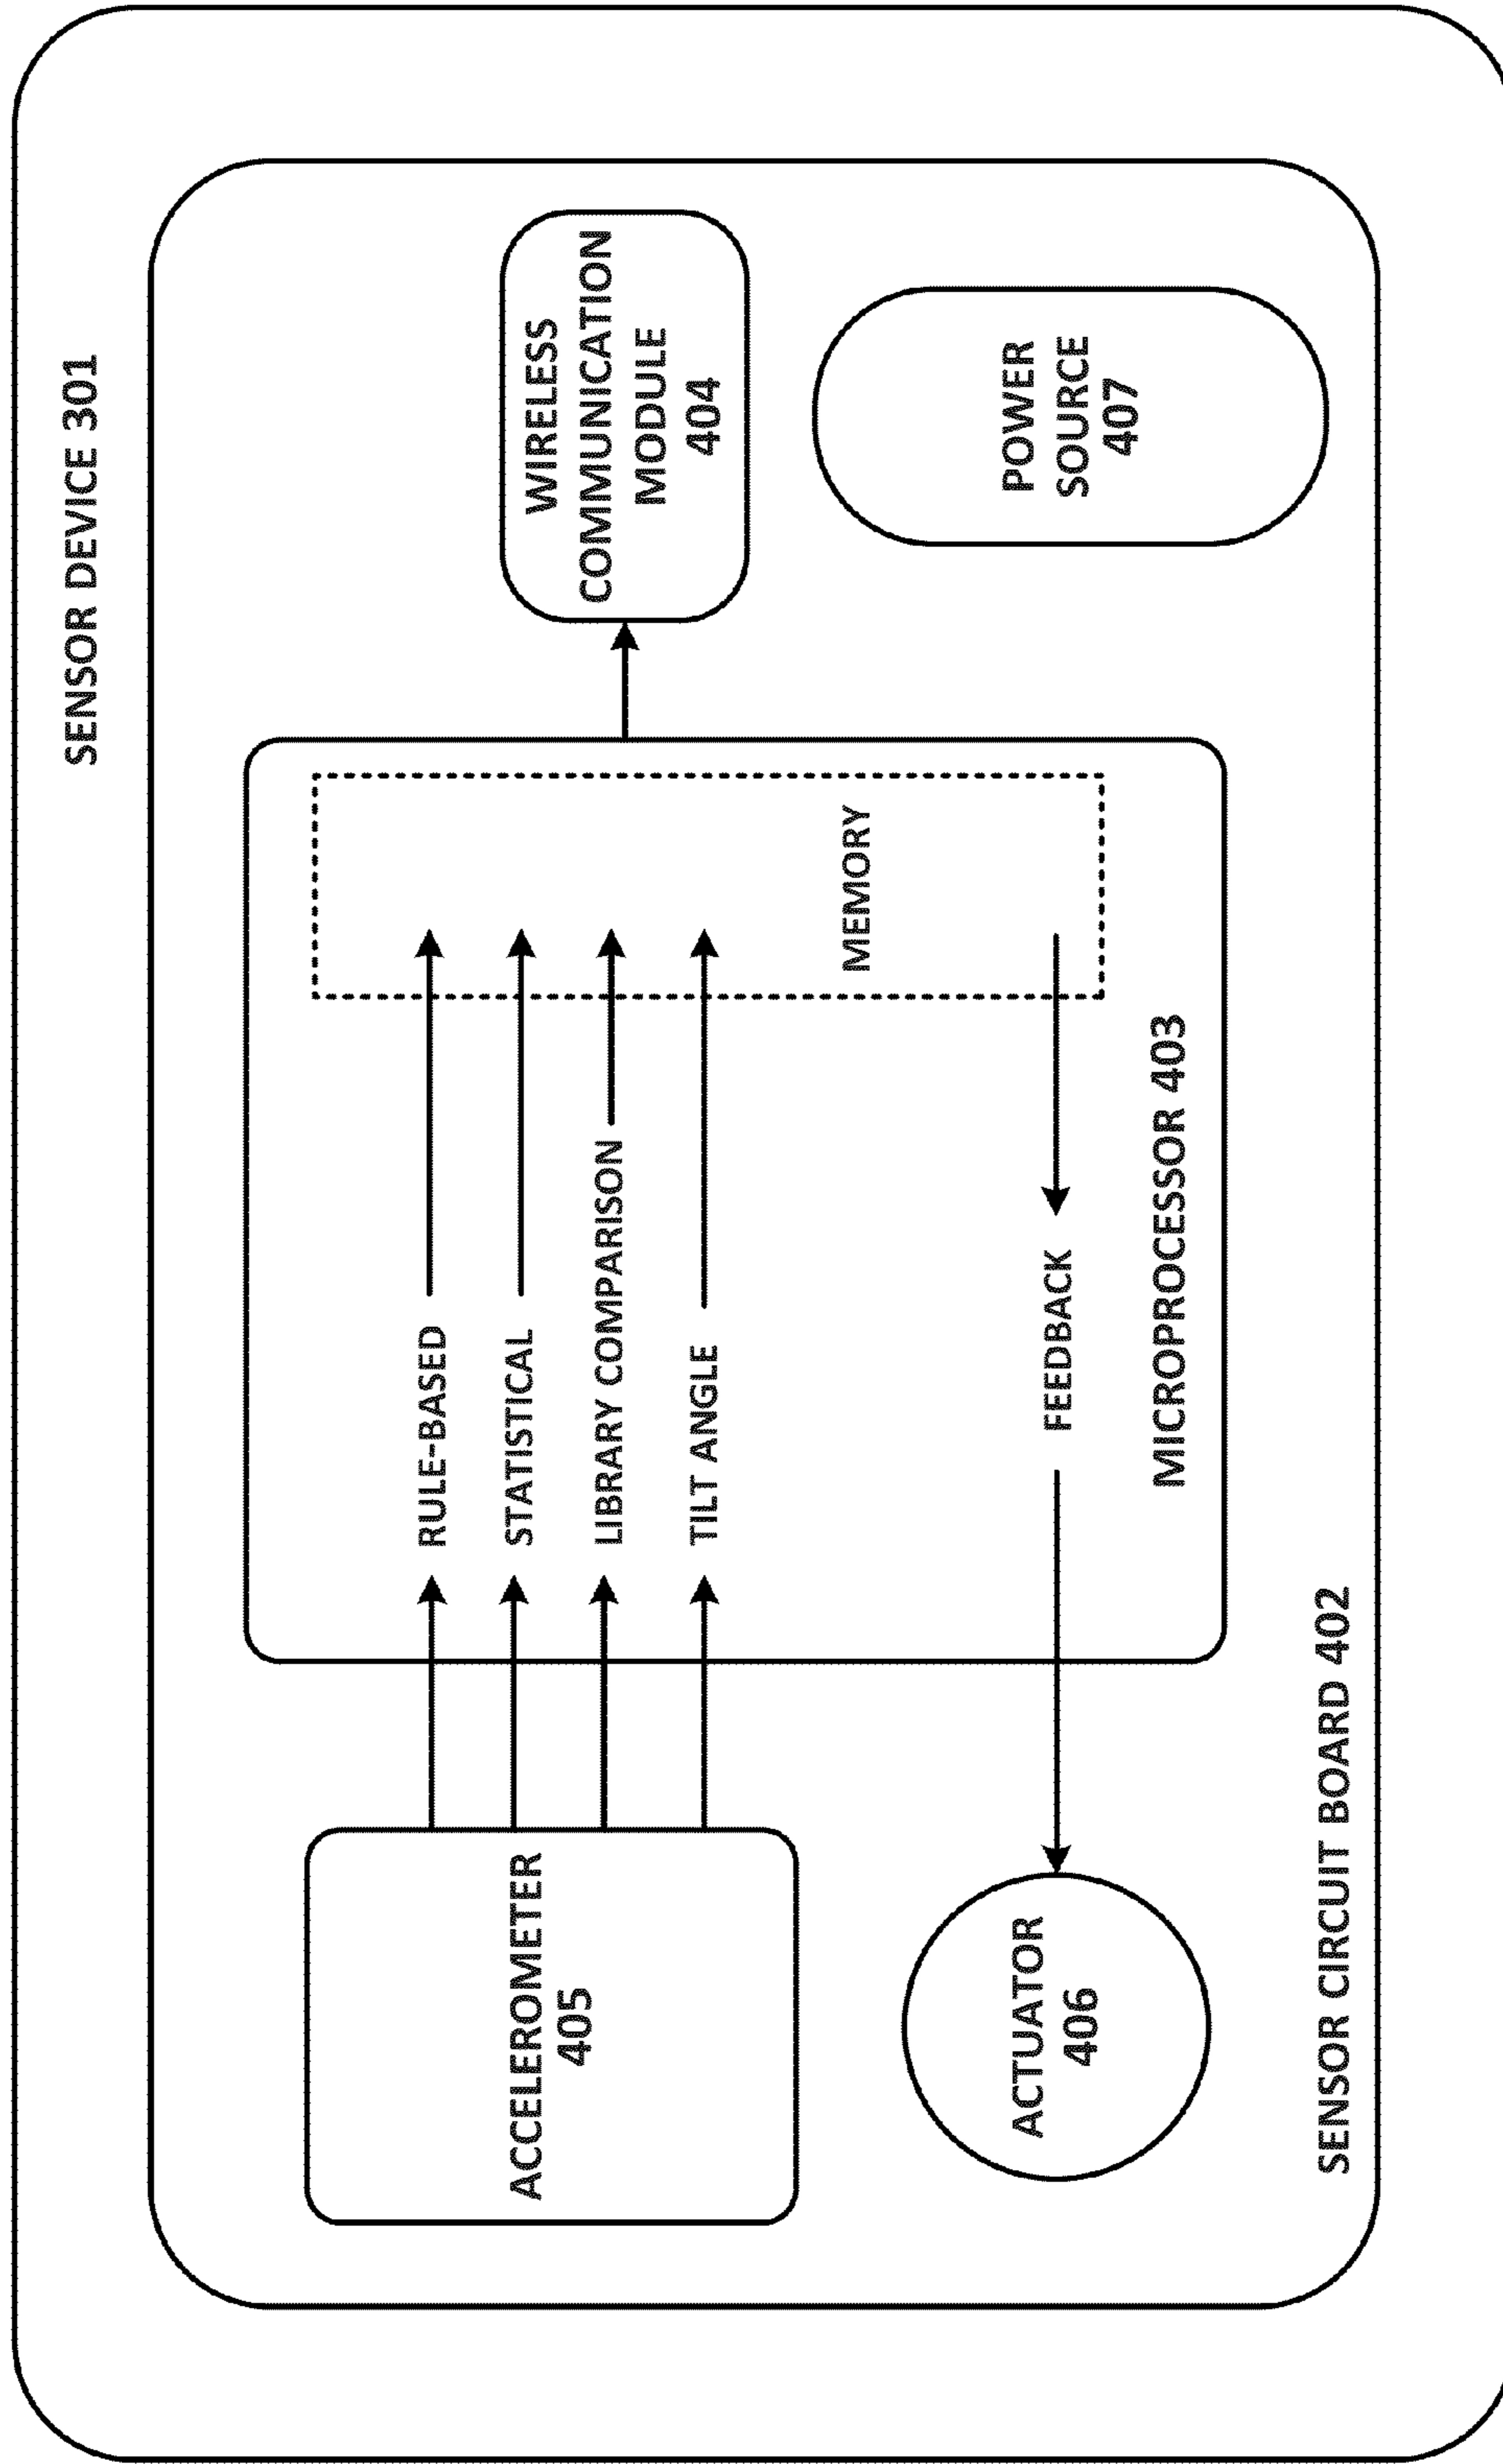 SENSOR DEVICE 301
ACCELEROMETER
405
RULE-BASED
STATISTICAL
LIBRARY COMPARISON
TILT ANGLE
MEMORY
WIRELESS
COMMUNICATION
MODULE
404
ACTUATOR
406
FEEDBACK
MICROPROCESSOR 403
POWER
SOURCE
407
SENSOR CIRCUIT BOARD 402